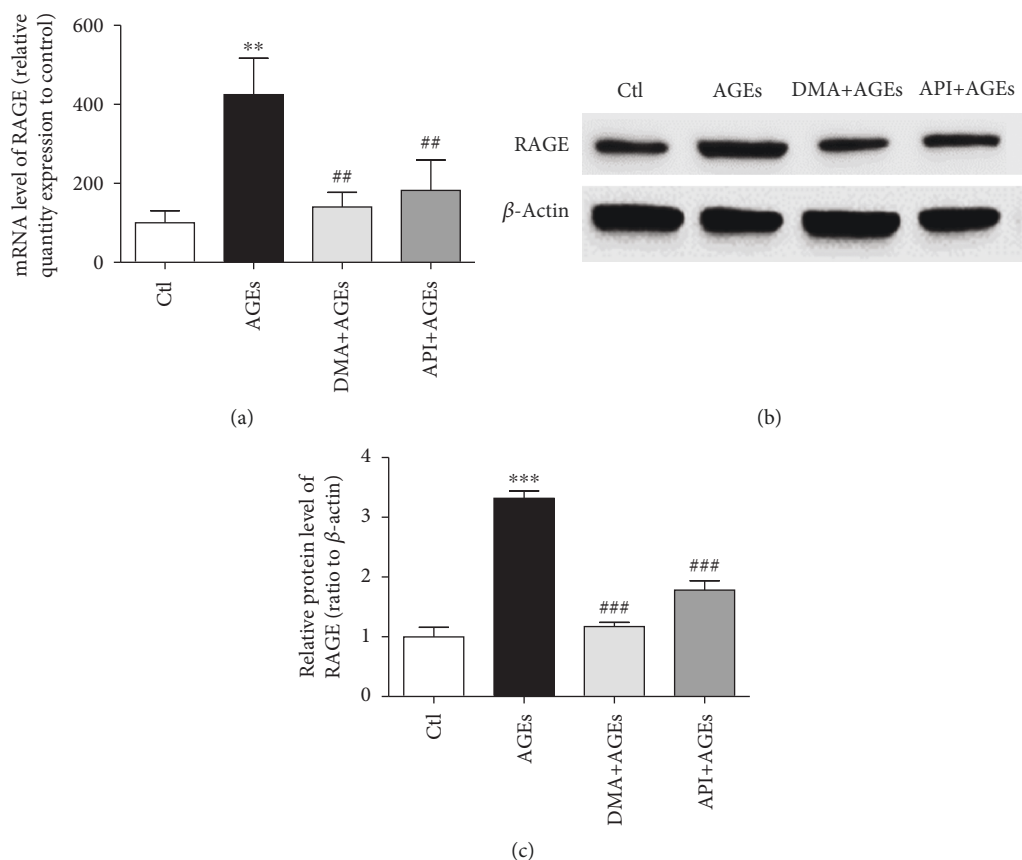 mRNA level of RAGE (relative
quantity expression to control)
600
400
200
0
**
##
##
Ctl
AGEs
DMA+AGEs
API+AGEs
(a)
Ctl
AGEs
DMA+AGEs
API+AGEs
RAGE
β-Actin
(b)
Relative protein level of
RAGE (ratio to β-actin)
4
3
2
1
0
***
###
###
Ctl
AGEs
DMA+AGEs
API+AGEs
(c)